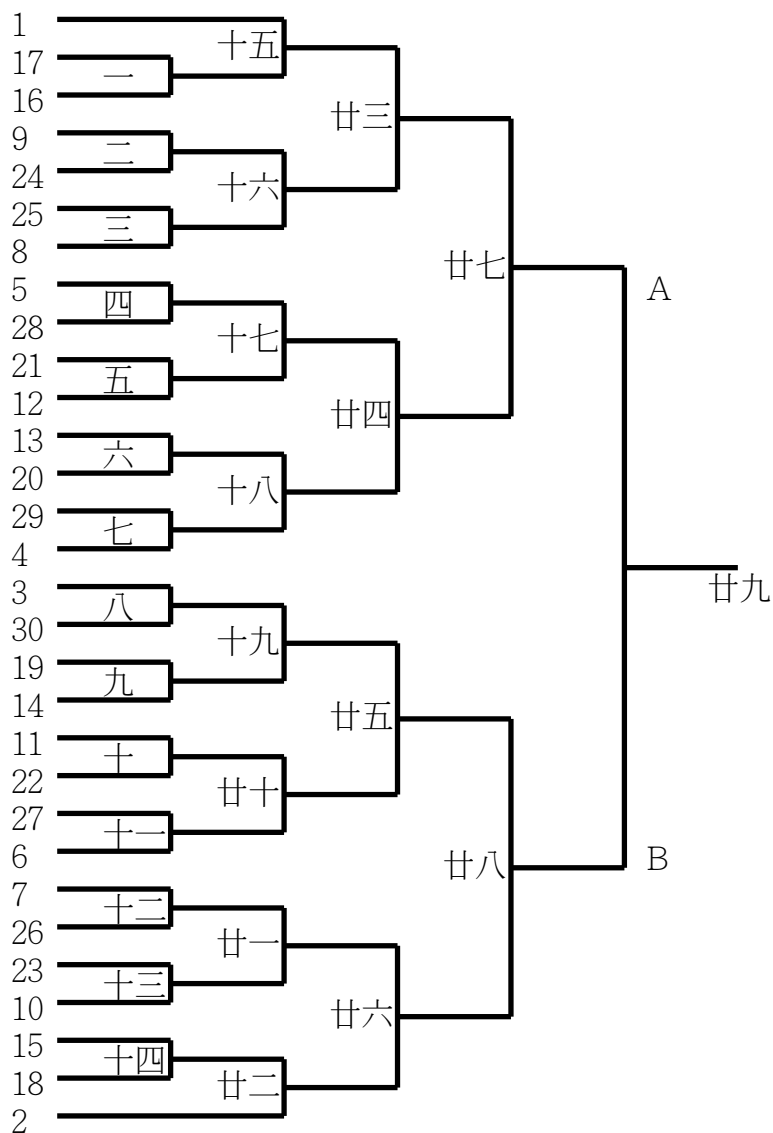 1
十五
17
一
16
廿三
9
二
24
十六
25
三
8
廿七
A
5
四
28
十七
21
五
12
廿四
13
六
20
十八
29
七
4
廿九
3
八
30
十九
19
九
14
廿五
11
十
22
廿十
27
十一
6
廿八
B
7
十二
26
廿一
23
十三
10
廿六
15
十四
18
廿二
2